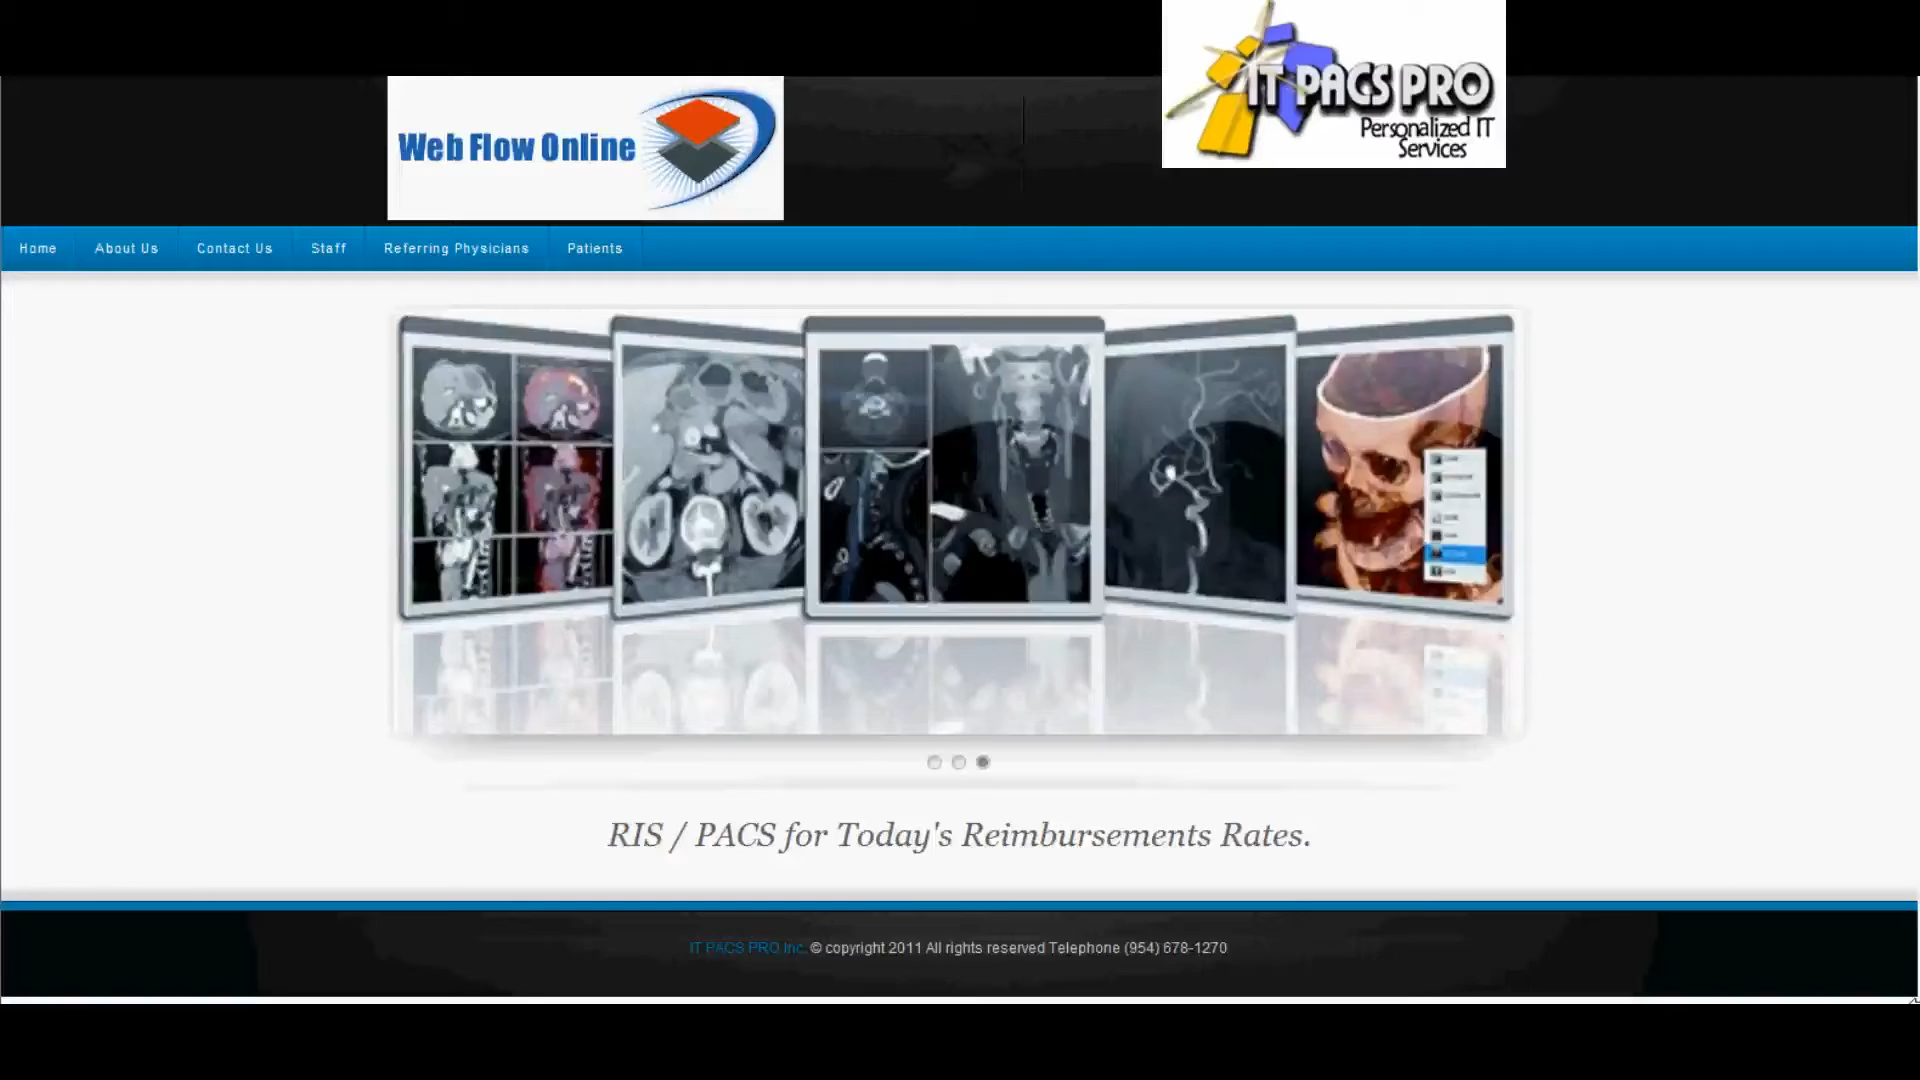 Web Flow Online
IT PACS PRO
Personalized IT
Services
Home
About Us
Contact Us
Staff
Referring Physicians
Patients
RIS / PACS for Today's Reimbursements Rates.
IT PACS PRO Inc. © copyright 2011 All rights reserved Telephone (954) 678-1270